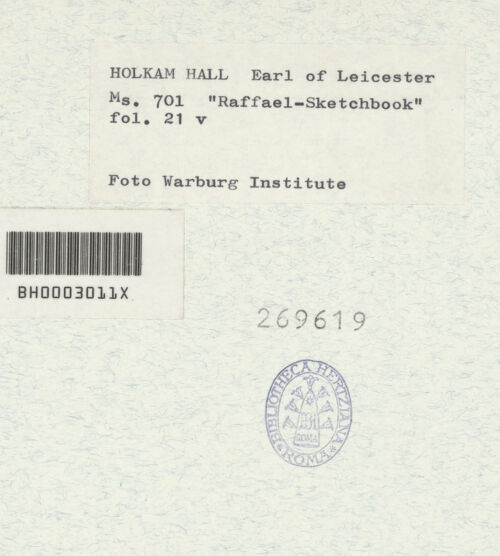 HOLKAM HALL Earl of Leicester
Ms. 701 "Raffael-Sketchbook"
fol. 21 v
Foto Warburg Institute
BH0003011X
269619
BIBLIOTHECA HERTZIANA
ROMA
ROMA